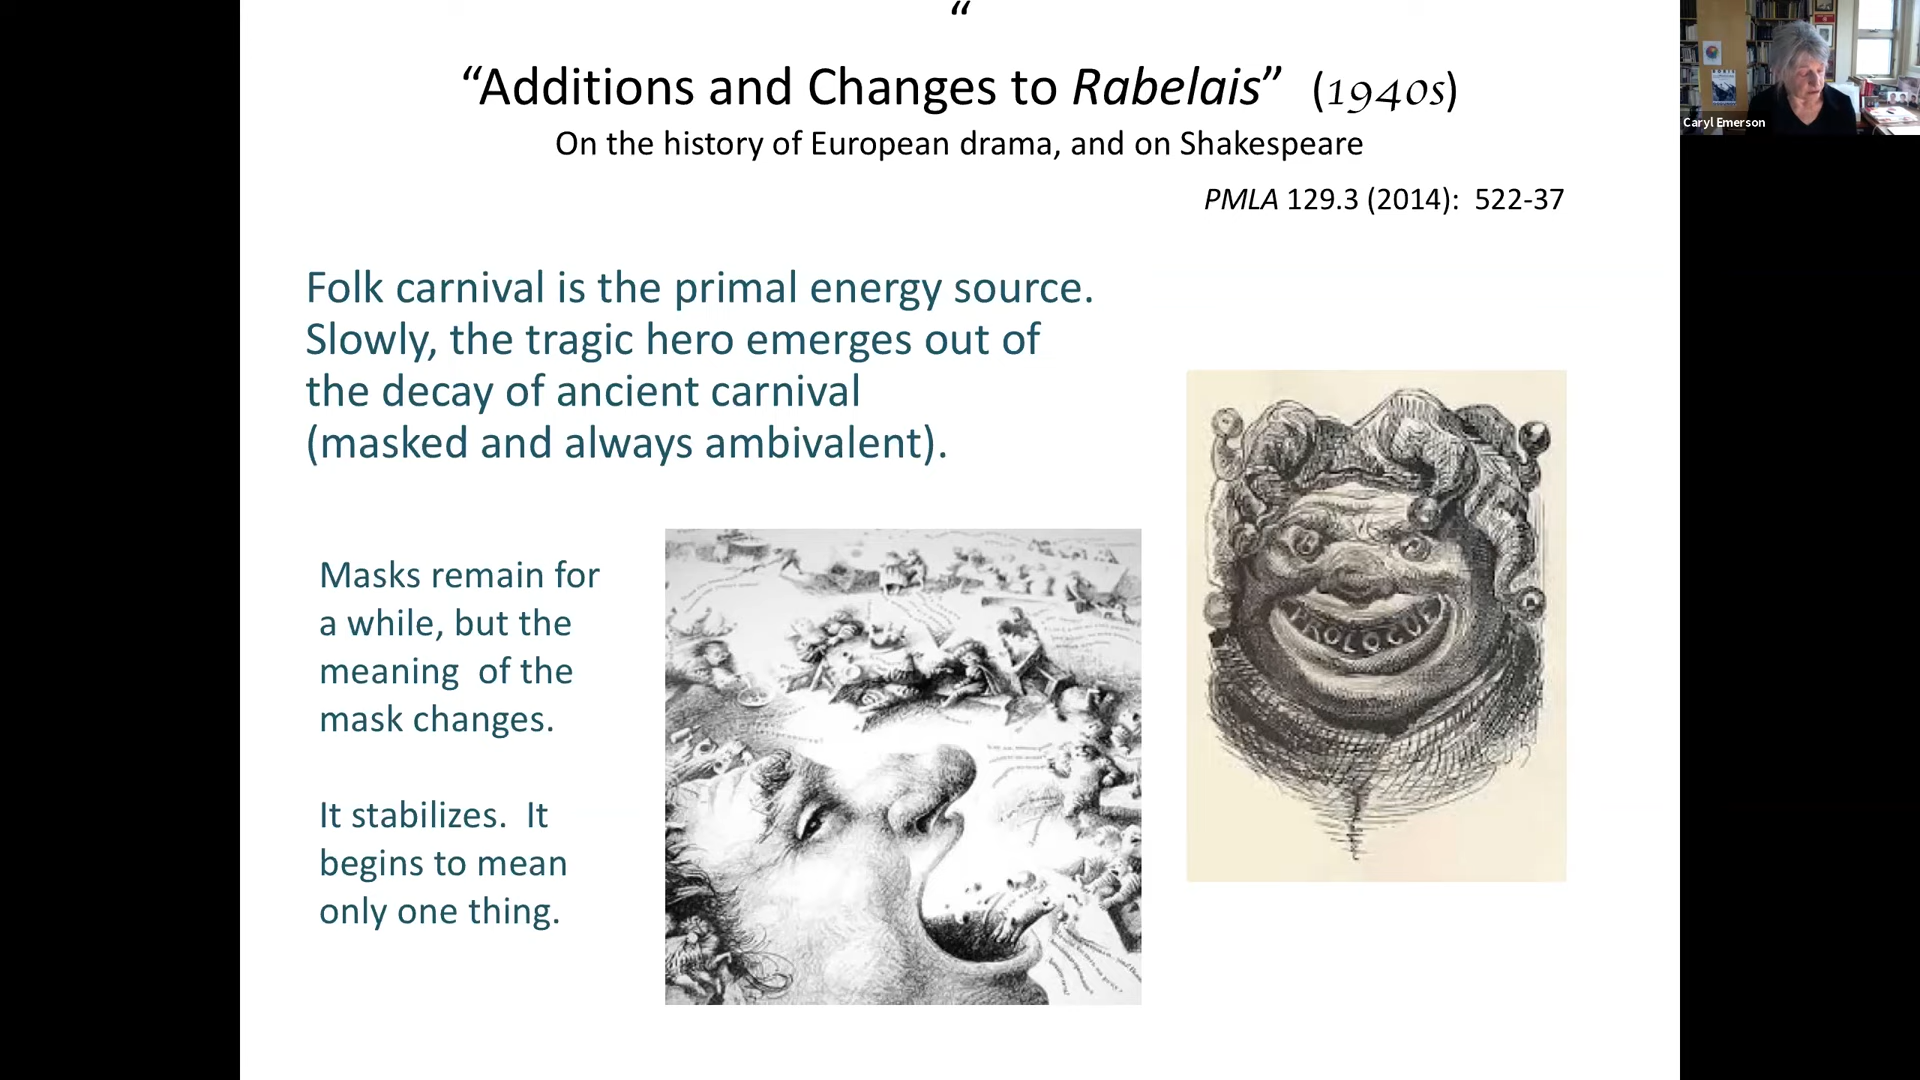 “
“Additions and Changes to Rabelais” (1940s)
On the history of European drama, and on Shakespeare
PMLA 129.3 (2014): 522-37
Folk carnival is the primal energy source.
Slowly, the tragic hero emerges out of
the decay of ancient carnival
(masked and always ambivalent).
Masks remain for
a while, but the
meaning of the
mask changes.
It stabilizes. It
begins to mean
only one thing.
PROLOGUE
Caryl Emerson